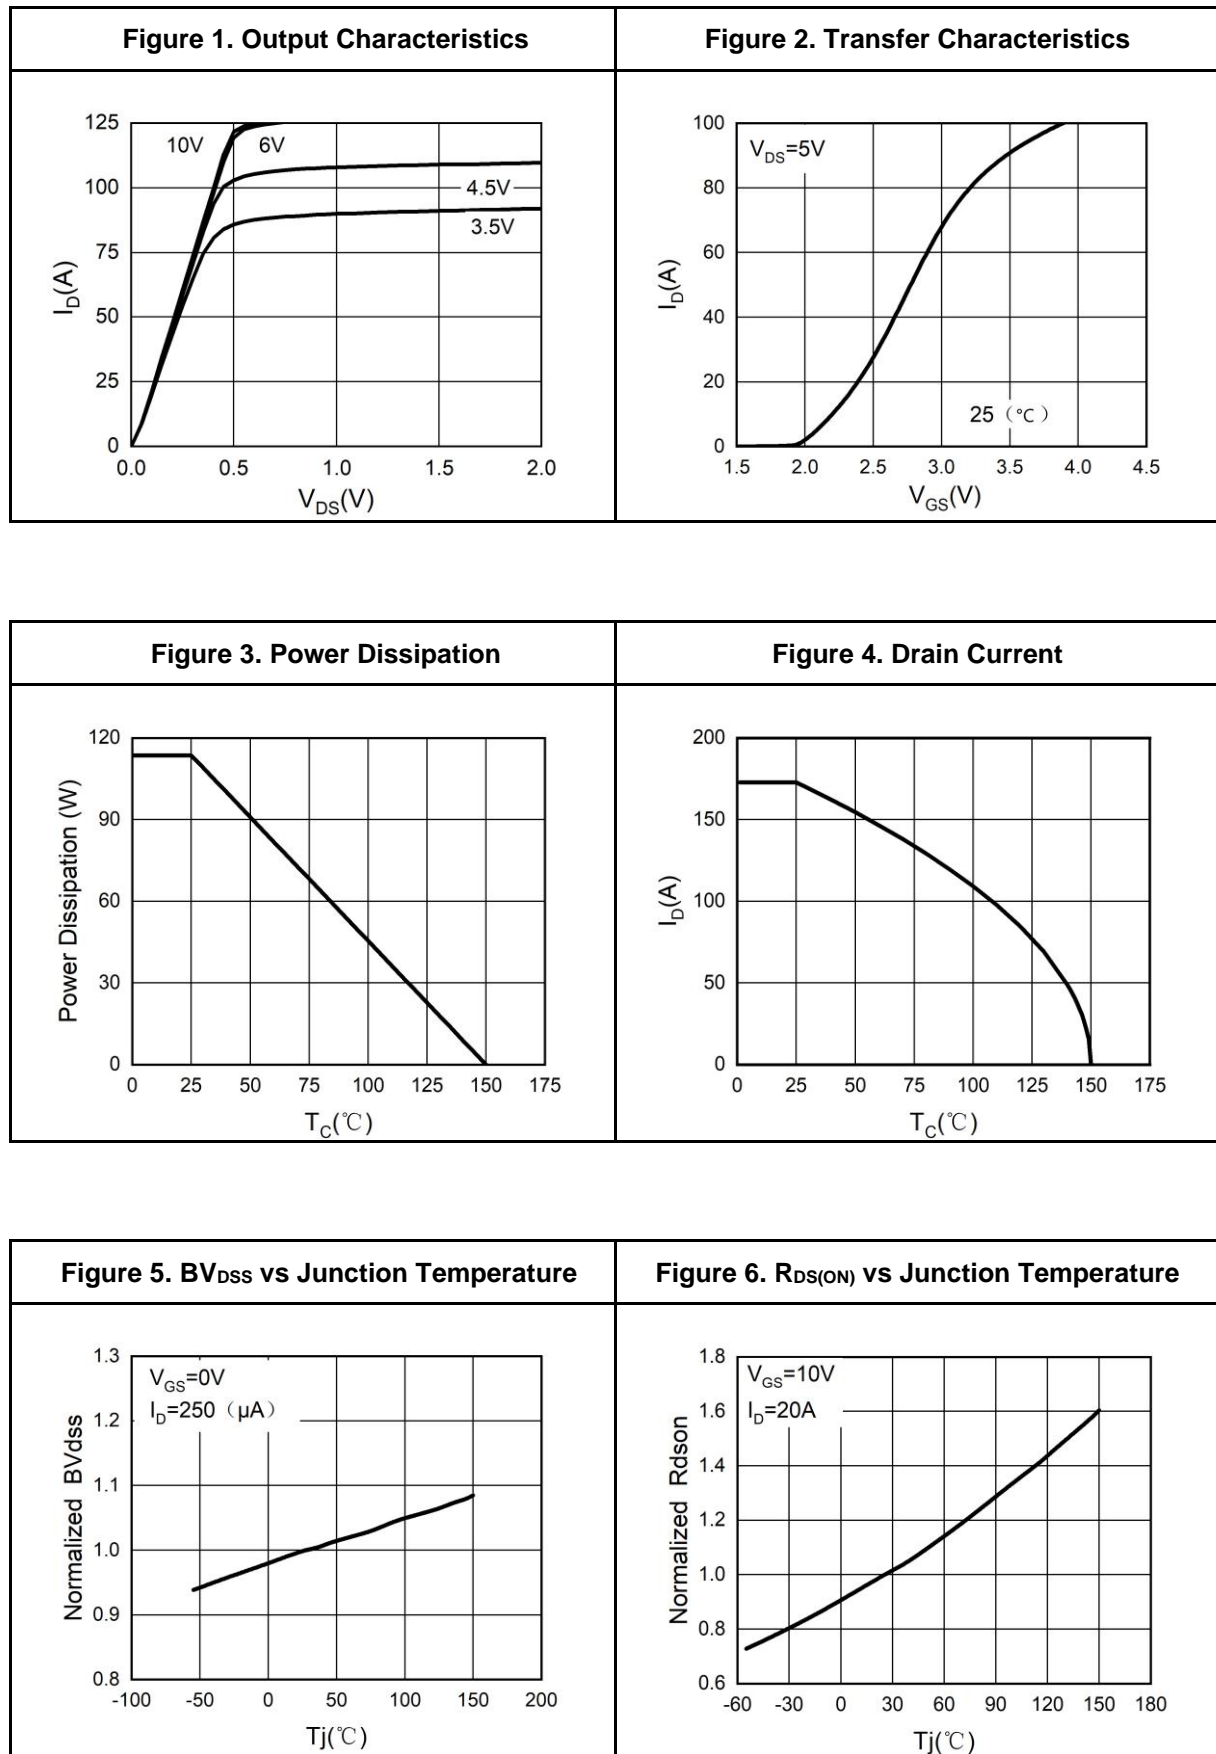 Figure 1. Output Characteristics
Figure 2. Transfer Characteristics
125
100
75
50
25
0
10V
6V
4.5V
3.5V
I_D(A)
0.0 0.5 1.0 1.5 2.0
V_DS(V)
100
80
60
40
20
0
V_DS=5V
25（℃）
I_D(A)
1.5 2.0 2.5 3.0 3.5 4.0 4.5
V_GS(V)
Figure 3. Power Dissipation
Figure 4. Drain Current
120
90
60
30
0
Power Dissipation (W)
0 25 50 75 100 125 150 175
T_C(℃)
200
150
100
50
0
I_D(A)
0 25 50 75 100 125 150 175
T_C(℃)
Figure 5. BV_DSS vs Junction Temperature
Figure 6. R_DS(ON) vs Junction Temperature
1.3
1.2
1.1
1.0
0.9
0.8
V_GS=0V
I_D=250（μA）
Normalized BVdss
-100 -50 0 50 100 150 200
Tj(℃)
1.8
1.6
1.4
1.2
1.0
0.8
0.6
V_GS=10V
I_D=20A
Normalized Rdson
-60 -30 0 30 60 90 120 150 180
Tj(℃)